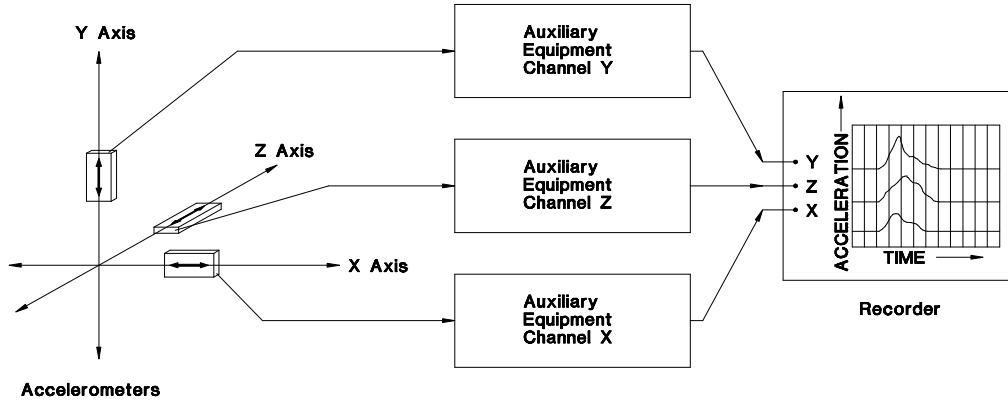 Y Axis
Auxiliary
Equipment
Channel Y
Z Axis
Auxiliary
Equipment
Channel Z
X Axis
Auxiliary
Equipment
Channel X
Y
Z
X
ACCELERATION
TIME
Recorder
Accelerometers